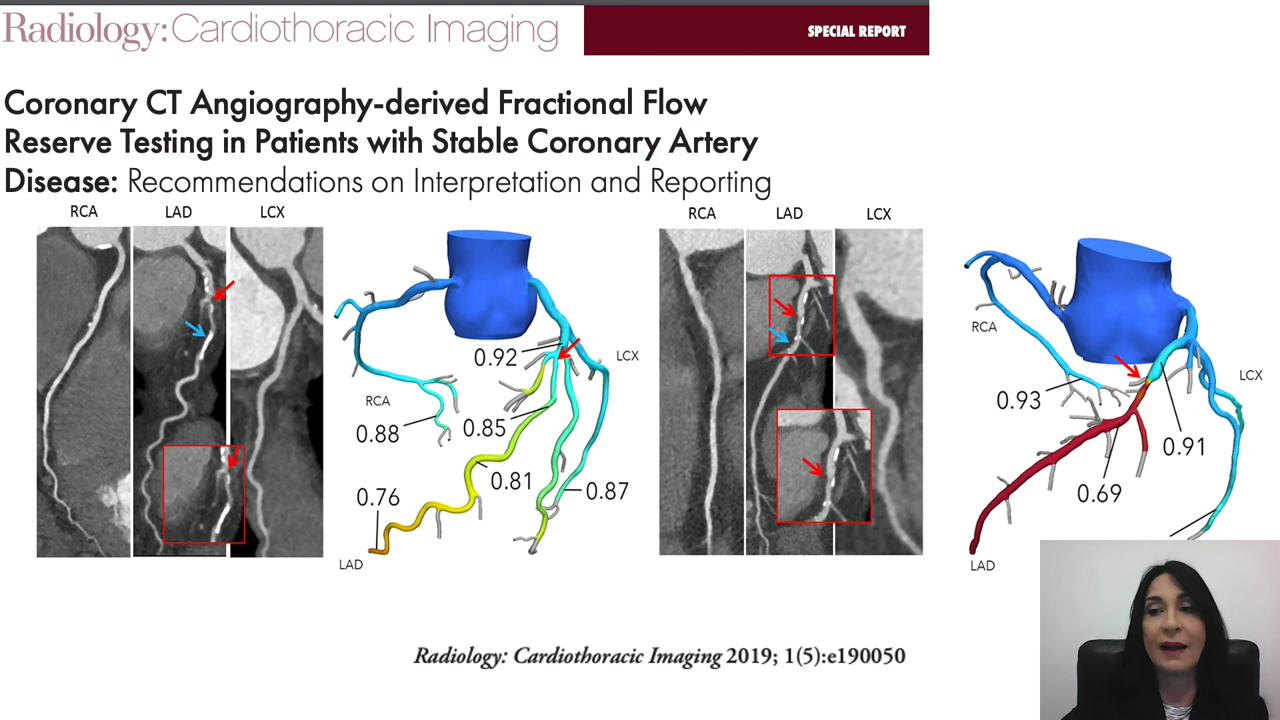 Radiology: Cardiothoracic Imaging
SPECIAL REPORT
Coronary CT Angiography-derived Fractional Flow
Reserve Testing in Patients with Stable Coronary Artery
Disease: Recommendations on Interpretation and Reporting
RCA
LAD
LCX
0.92
LCX
RCA
0.88
0.85
0.81
0.87
0.76
LAD
RCA
LAD
LCX
RCA
LCX
0.93
0.91
0.69
LAD
Radiology: Cardiothoracic Imaging 2019; 1(5):e190050